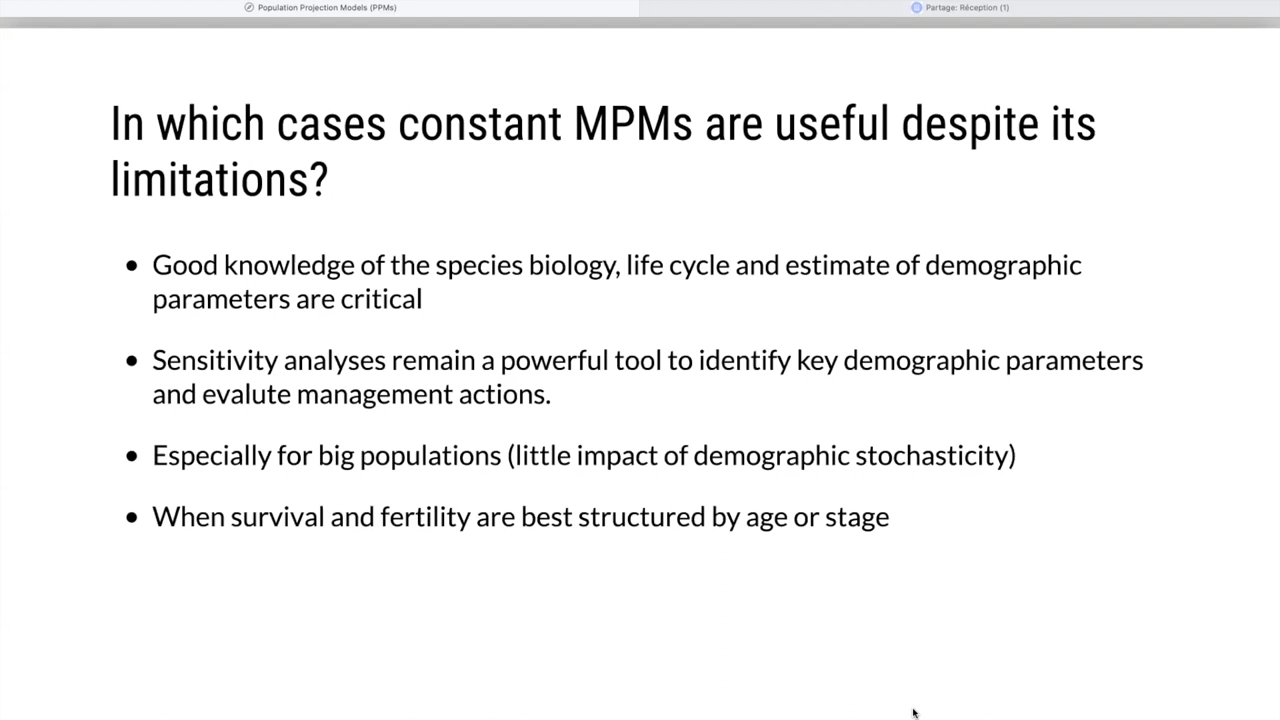 Population Projection Models (PPMs)
Partage: Réception (1)
In which cases constant MPMs are useful despite its
limitations?
• Good knowledge of the species biology, life cycle and estimate of demographic
parameters are critical
• Sensitivity analyses remain a powerful tool to identify key demographic parameters
and evalute management actions.
• Especially for big populations (little impact of demographic stochasticity)
• When survival and fertility are best structured by age or stage